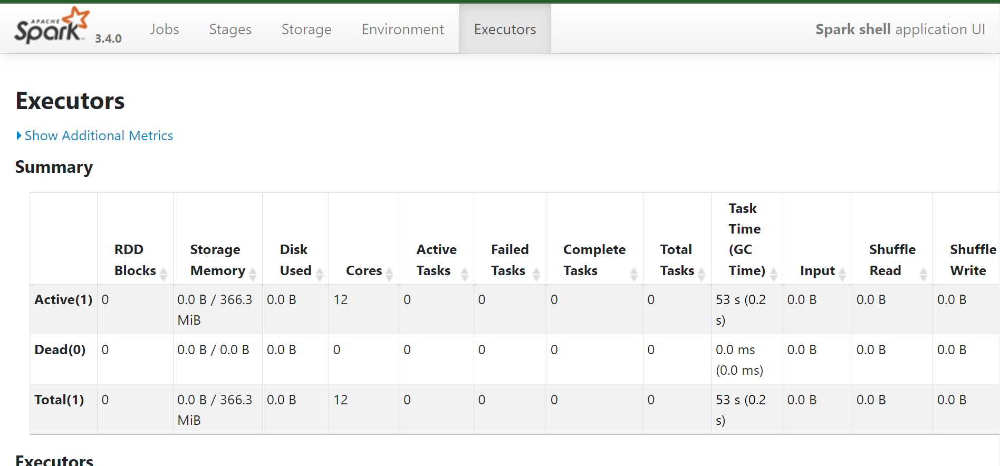 APACHE
Spark™ 3.4.0 Jobs Stages Storage Environment Executors Spark shell application UI
Executors
Show Additional Metrics
Summary
RDD Blocks Storage Memory Disk Used Cores Active Tasks Failed Tasks Complete Tasks Total Tasks Task Time (GC Time) Input Shuffle Read Shuffle Write
Active(1) 0 0.0 B / 366.3 MiB 0.0 B 12 0 0 0 0 53 s (0.2 s) 0.0 B 0.0 B 0.0 B
Dead(0) 0 0.0 B / 0.0 B 0.0 B 0 0 0 0 0 0.0 ms (0.0 ms) 0.0 B 0.0 B 0.0 B
Total(1) 0 0.0 B / 366.3 MiB 0.0 B 12 0 0 0 0 53 s (0.2 s) 0.0 B 0.0 B 0.0 B
Executors